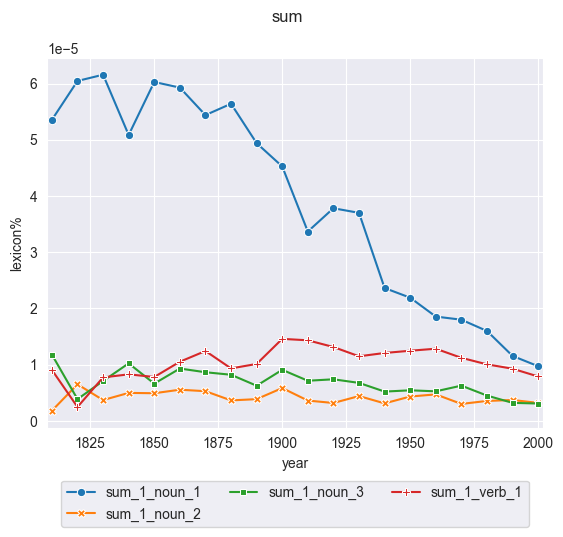 sum
1e−5
6
5
4
3
2
1
0
lexicon%
1825 1850 1875 1900 1925 1950 1975 2000
year
sum_1_noun_1 sum_1_noun_3 sum_1_verb_1
sum_1_noun_2